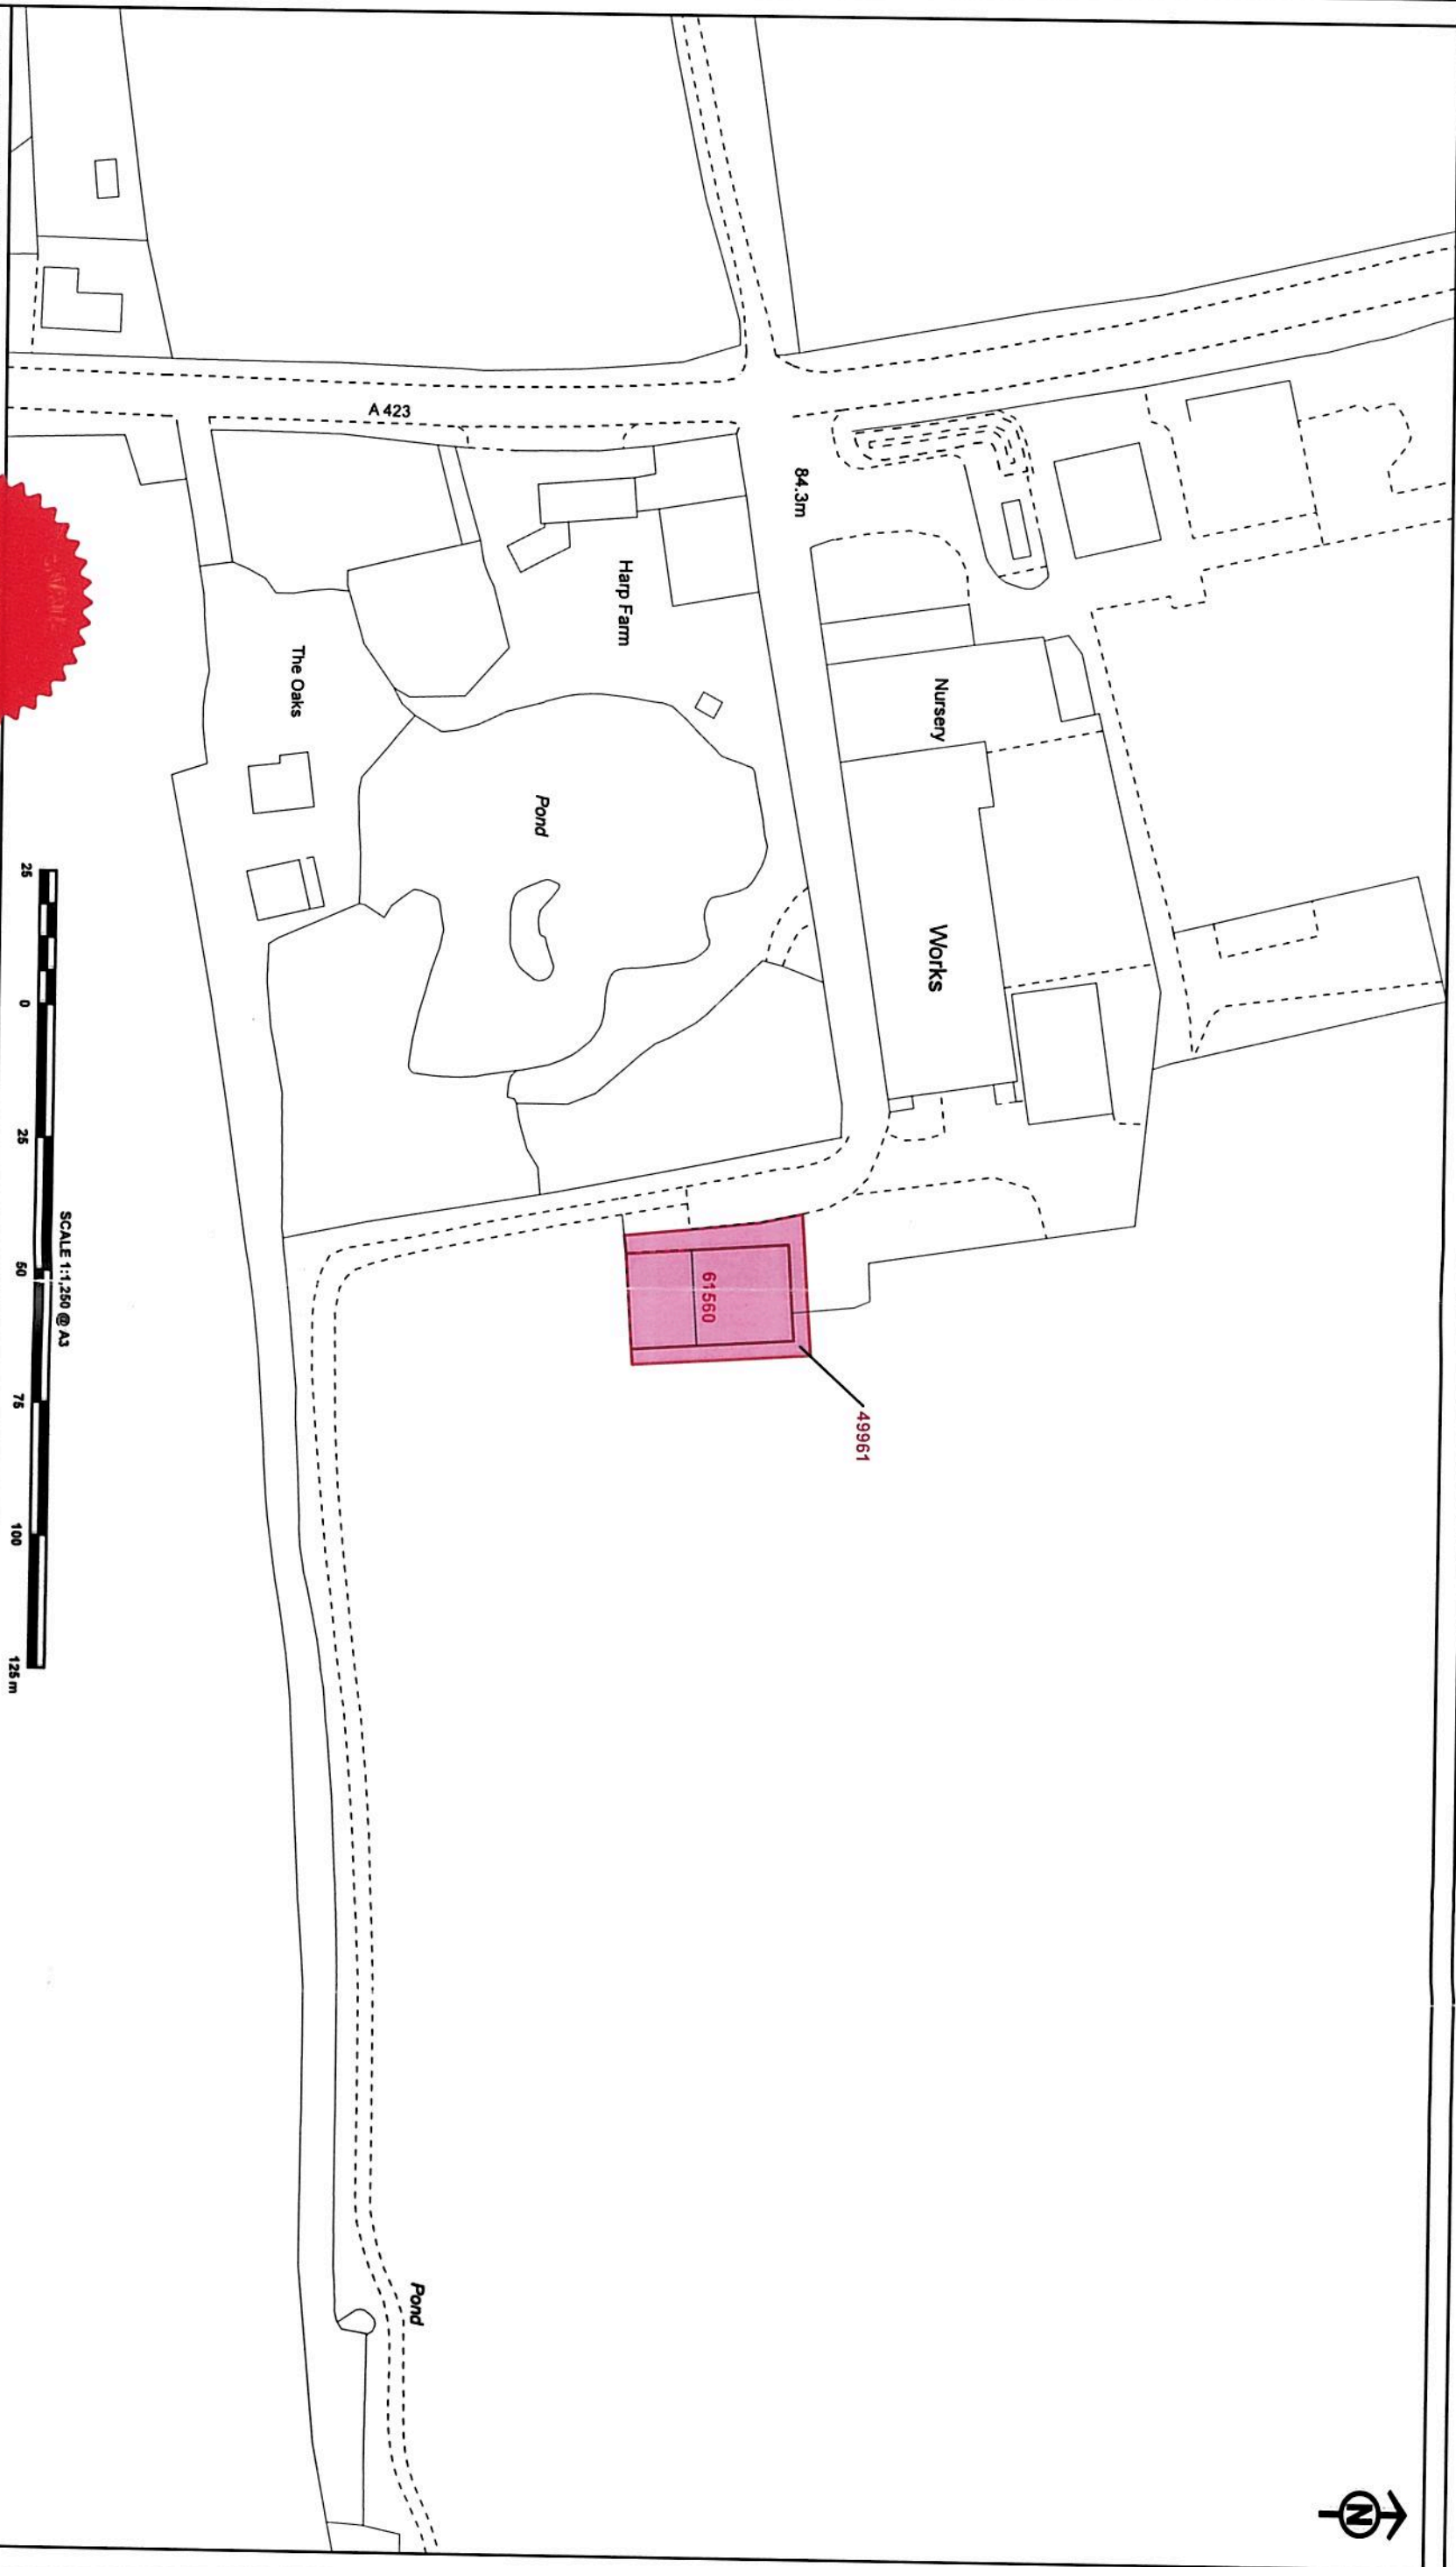 Nursery
Works
84.3m
49961
61560
Harp Farm
Pond
A 423
The Oaks
Pond
N
SCALE 1:1,250 @ A3
25 0 25 50 75 100 125 m